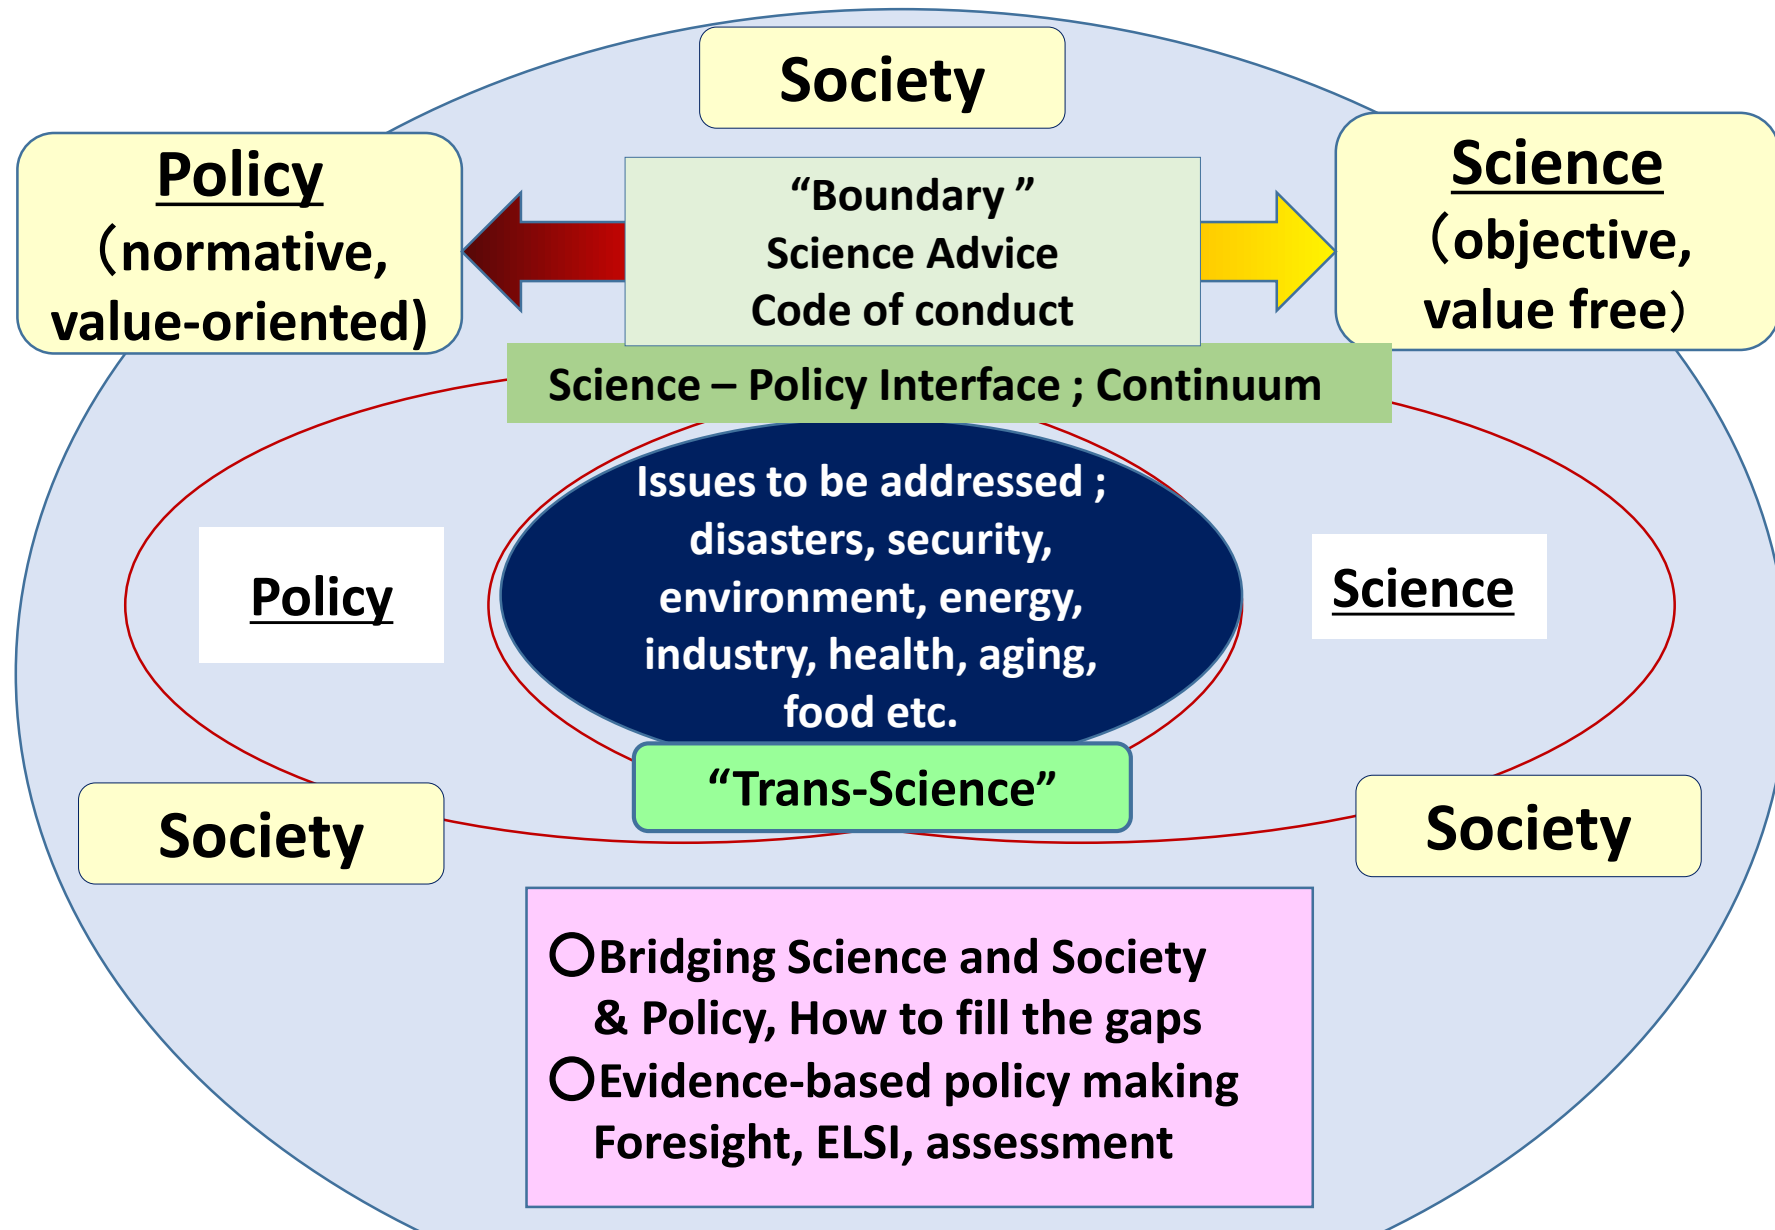 Society
Policy
（normative,
value-oriented)
“Boundary ”
Science Advice
Code of conduct
Science
（objective,
value free）
Science – Policy Interface ; Continuum
Issues to be addressed ;
disasters, security,
environment, energy,
industry, health, aging,
food etc.
Policy
Science
“Trans-Science”
Society
Society
○Bridging Science and Society
& Policy, How to fill the gaps
○Evidence-based policy making
Foresight, ELSI, assessment